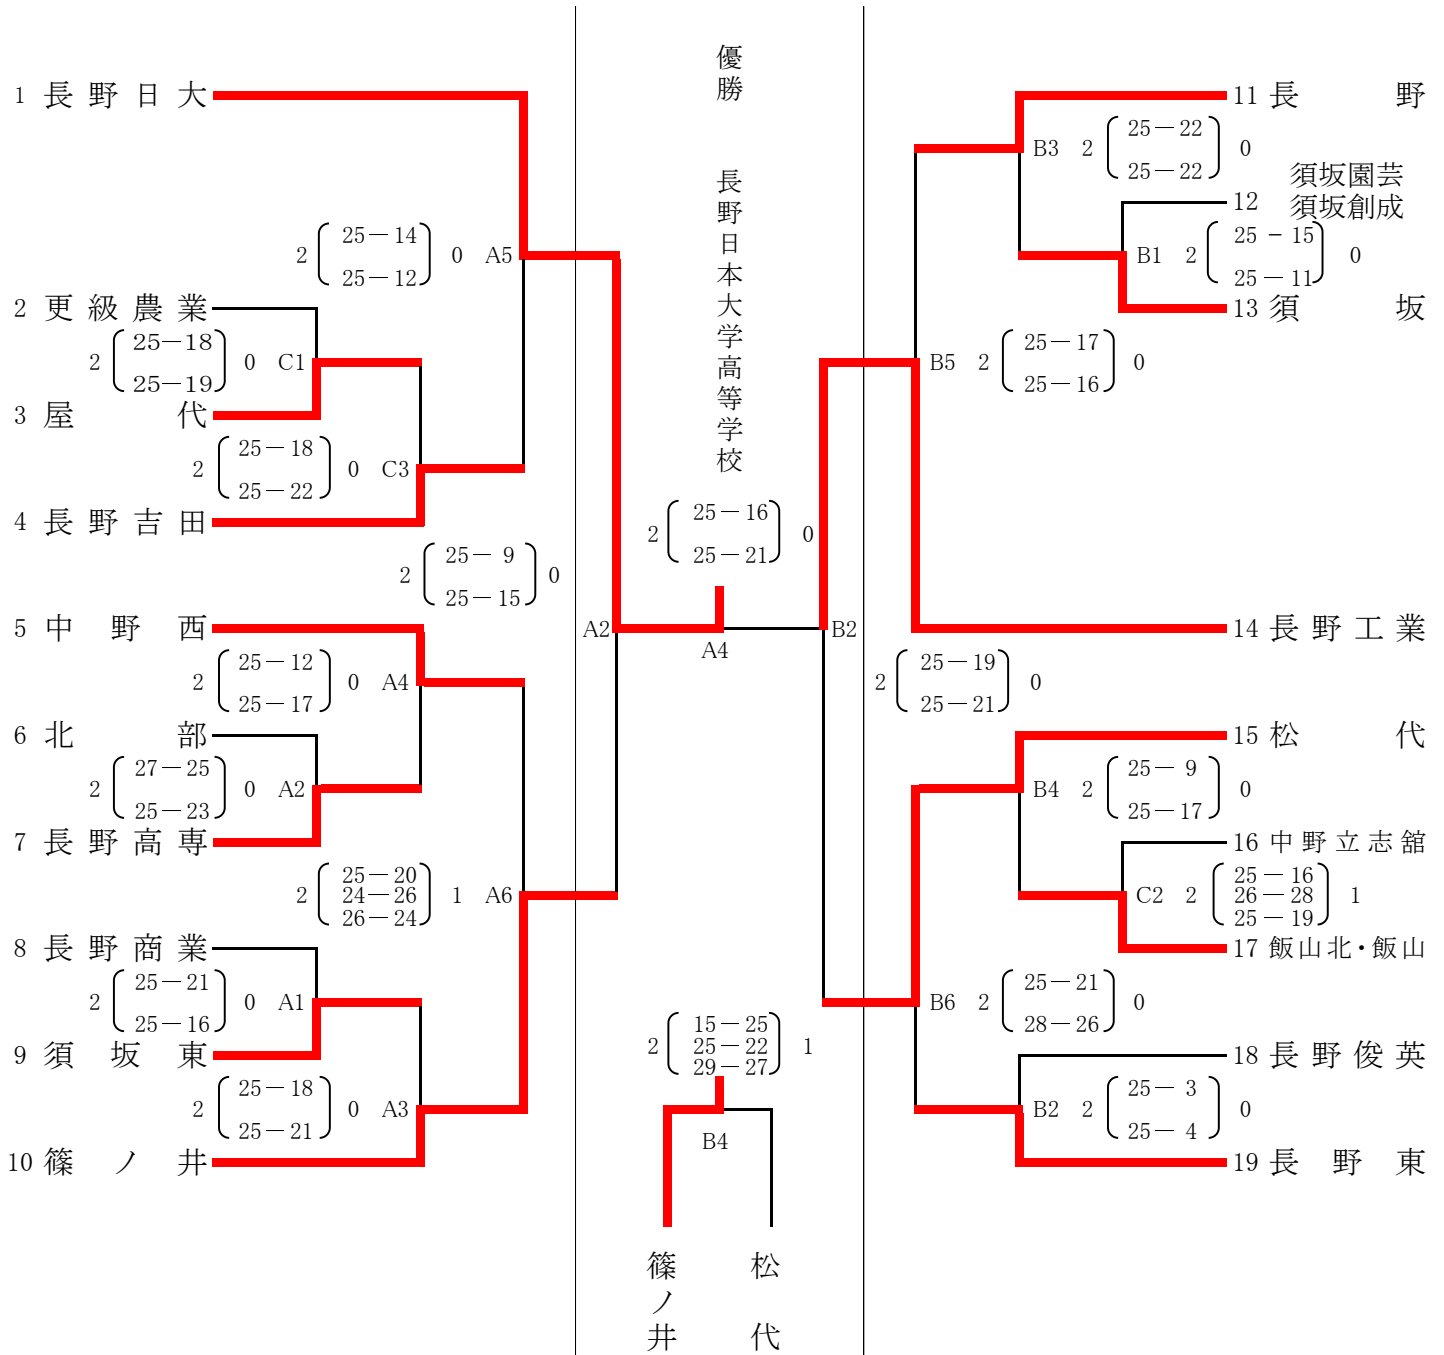 優勝 長野日本大学高等学校
1 長野日大
2 25－14 0 A5
25－12
2 更級農業
2 25－18 0 C1
25－19
3 屋代
2 25－18 0 C3
25－22
4 長野吉田
2 25－ 9 0
25－15
A2
5 中野西
2 25－12 0 A4
25－17
6 北部
2 27－25 0 A2
25－23
7 長野高専
2 25－20 1 A6
24－26
26－24
8 長野商業
2 25－21 0 A1
25－16
9 須坂東
2 25－18 0 A3
25－21
10 篠ノ井
2 25－16 0
25－21
A4
2 15－25 1
25－22
29－27
B4
篠ノ井
松代
11 長野
B3 2 25－22 0
25－22
12 須坂園芸
須坂創成
B1 2 25－15 0
25－11
13 須坂
B5 2 25－17 0
25－16
14 長野工業
B2
2 25－19 0
25－21
15 松代
B4 2 25－ 9 0
25－17
16 中野立志舘
C2 2 25－16 1
26－28
25－19
17 飯山北・飯山
B6 2 25－21 0
28－26
18 長野俊英
B2 2 25－ 3 0
25－ 4
19 長野東